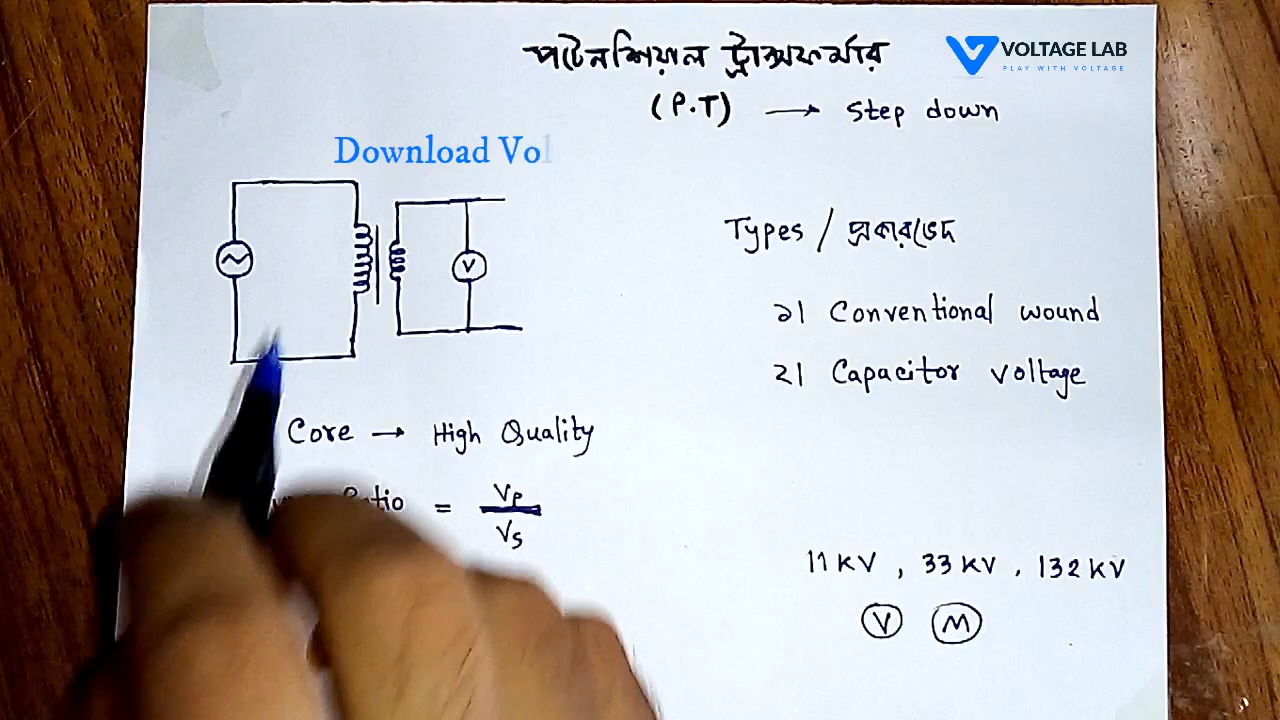 পটেনশিয়াল ট্রান্সফর্মার
VOLTAGE LAB
PLAY WITH VOLTAGE
(P.T) → Step down
Download Vol
Types / প্রকারভেদ
V
১। Conventional wound
২। Capacitor voltage
Core → High Quality
= Vp
Vs
11 KV , 33 KV , 132 KV
V M